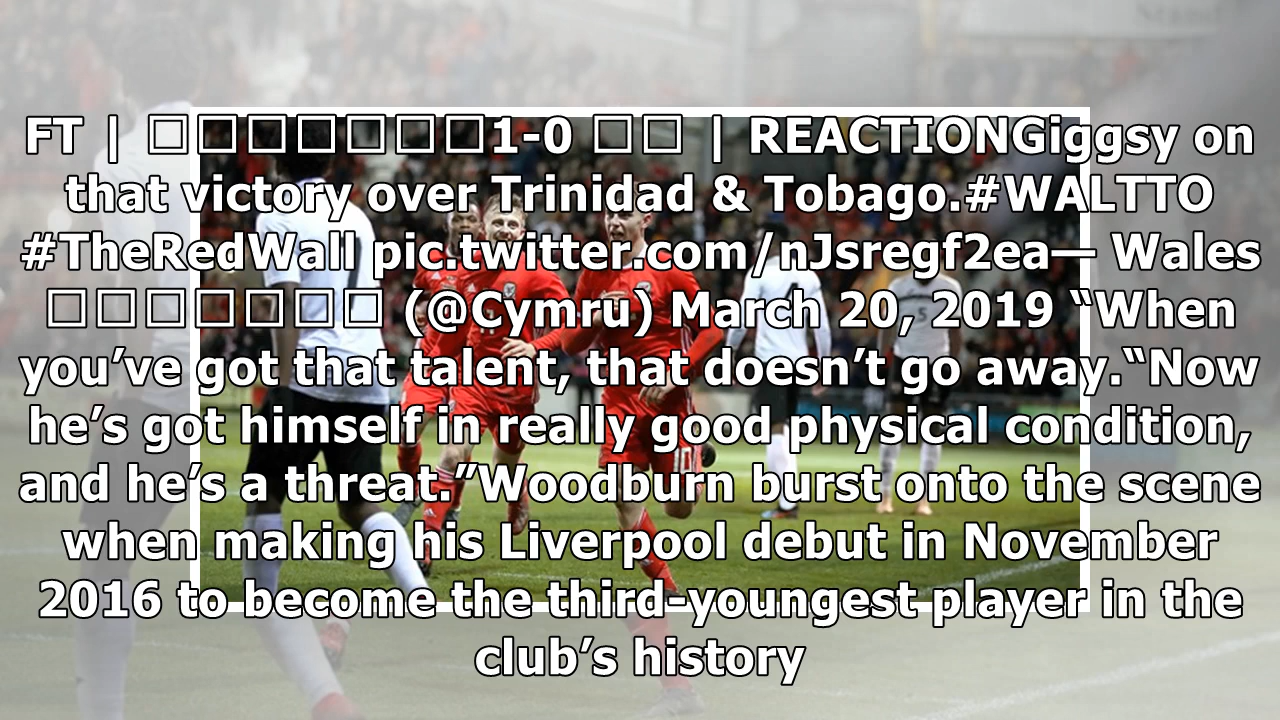 FT | □□□□□□□1-0 □□ | REACTIONGiggsy on
that victory over Trinidad & Tobago.#WALTTO
#TheRedWall pic.twitter.com/nJsregf2ea— Wales
□□□□□□□ (@Cymru) March 20, 2019 “When
you’ve got that talent, that doesn’t go away.“Now
he’s got himself in really good physical condition,
and he’s a threat.”Woodburn burst onto the scene
when making his Liverpool debut in November
2016 to become the third-youngest player in the
club’s history